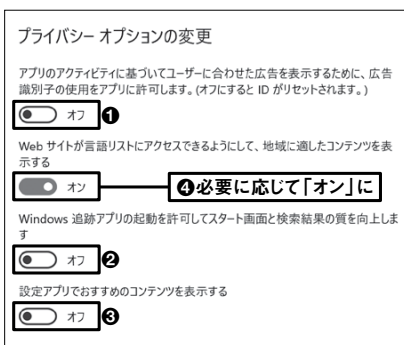 プライバシー オプションの変更
アプリのアクティビティに基づいてユーザーに合わせた広告を表示するために、広告
識別子の使用をアプリに許可します。(オフにすると ID がリセットされます。)
オフ ❶
Web サイトが言語リストにアクセスできるようにして、地域に適したコンテンツを表
示する
オン ❹必要に応じて「オン」に
Windows 追跡アプリの起動を許可してスタート画面と検索結果の質を向上しま
す
オフ ❷
設定アプリでおすすめのコンテンツを表示する
オフ ❸